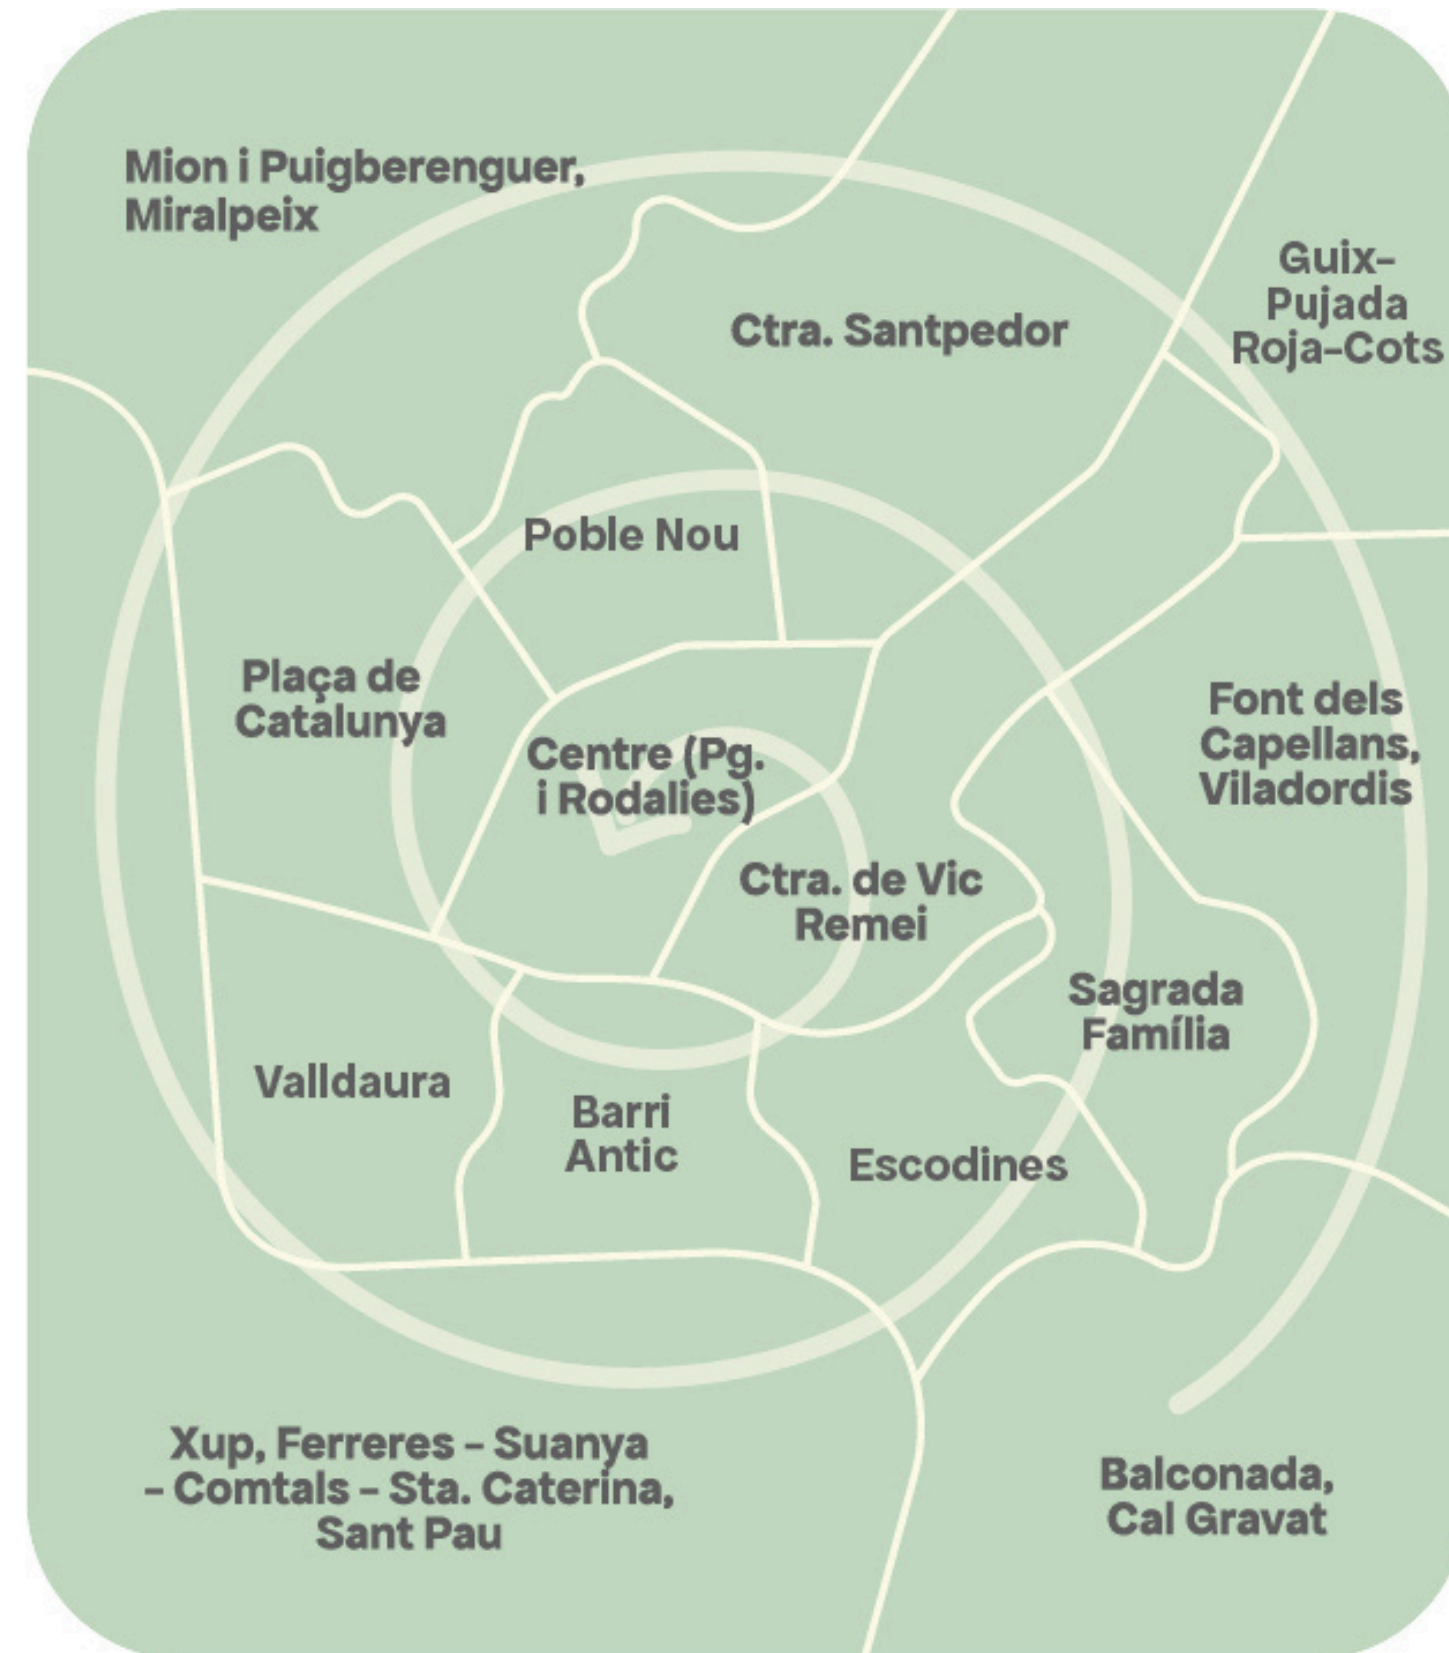 Mion i Puigberenguer,
Miralpeix
Guix–
Pujada
Roja–Cots
Ctra. Santpedor
Poble Nou
Plaça de
Catalunya
Font dels
Capellans,
Viladordis
Centre (Pg.
i Rodalies)
Ctra. de Vic
Remei
Sagrada
Família
Valldaura
Barri
Antic
Escodines
Xup, Ferreres – Suanya
– Comtals – Sta. Caterina,
Sant Pau
Balconada,
Cal Gravat